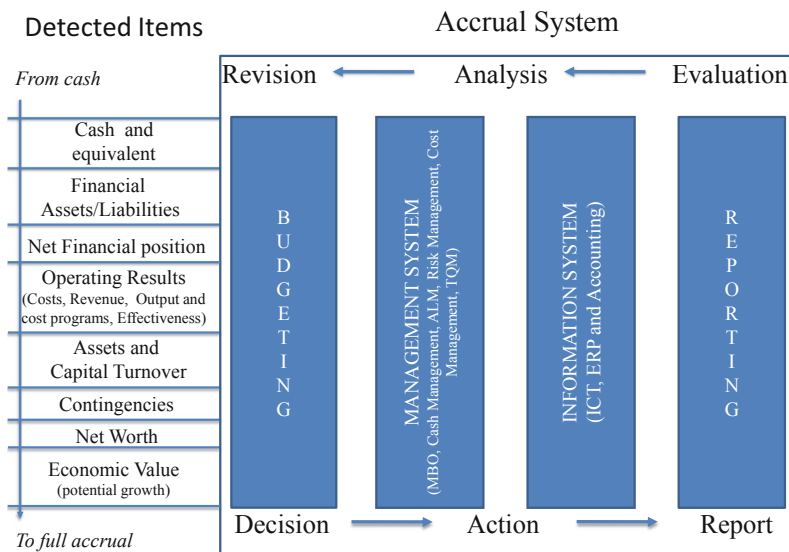 Detected Items
Accrual System
From cash
Revision
Analysis
Evaluation
Cash and
equivalent
Financial
Assets/Liabilities
Net Financial position
Operating Results
(Costs, Revenue, Output and
cost programs, Effectiveness)
Assets and
Capital Turnover
Contingencies
Net Worth
Economic Value
(potential growth)
To full accrual
BUDGETING
MANAGEMENT SYSTEM
(MBO, Cash Management, ALM, Risk Management, Cost
Management, TQM)
INFORMATION SYSTEM
(ICT, ERP and Accounting)
REPORTING
Decision
Action
Report